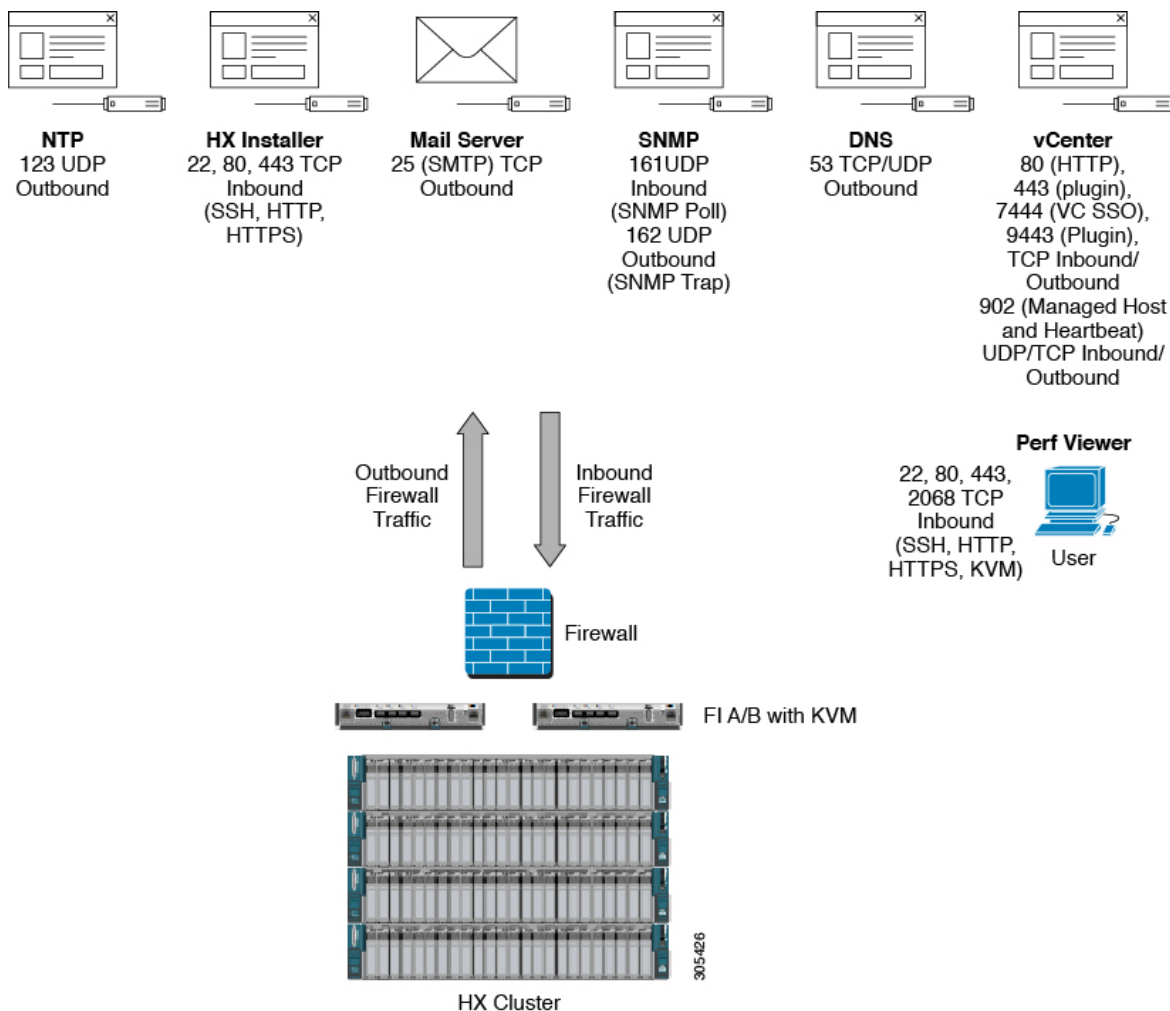 NTP
123 UDP
Outbound
HX Installer
22, 80, 443 TCP
Inbound
(SSH, HTTP,
HTTPS)
Mail Server
25 (SMTP) TCP
Outbound
SNMP
161UDP
Inbound
(SNMP Poll)
162 UDP
Outbound
(SNMP Trap)
DNS
53 TCP/UDP
Outbound
vCenter
80 (HTTP),
443 (plugin),
7444 (VC SSO),
9443 (Plugin),
TCP Inbound/
Outbound
902 (Managed Host
and Heartbeat)
UDP/TCP Inbound/
Outbound
Outbound
Firewall
Traffic
Inbound
Firewall
Traffic
Perf Viewer
22, 80, 443,
2068 TCP
Inbound
(SSH, HTTP,
HTTPS, KVM)
User
Firewall
FI A/B with KVM
305426
HX Cluster